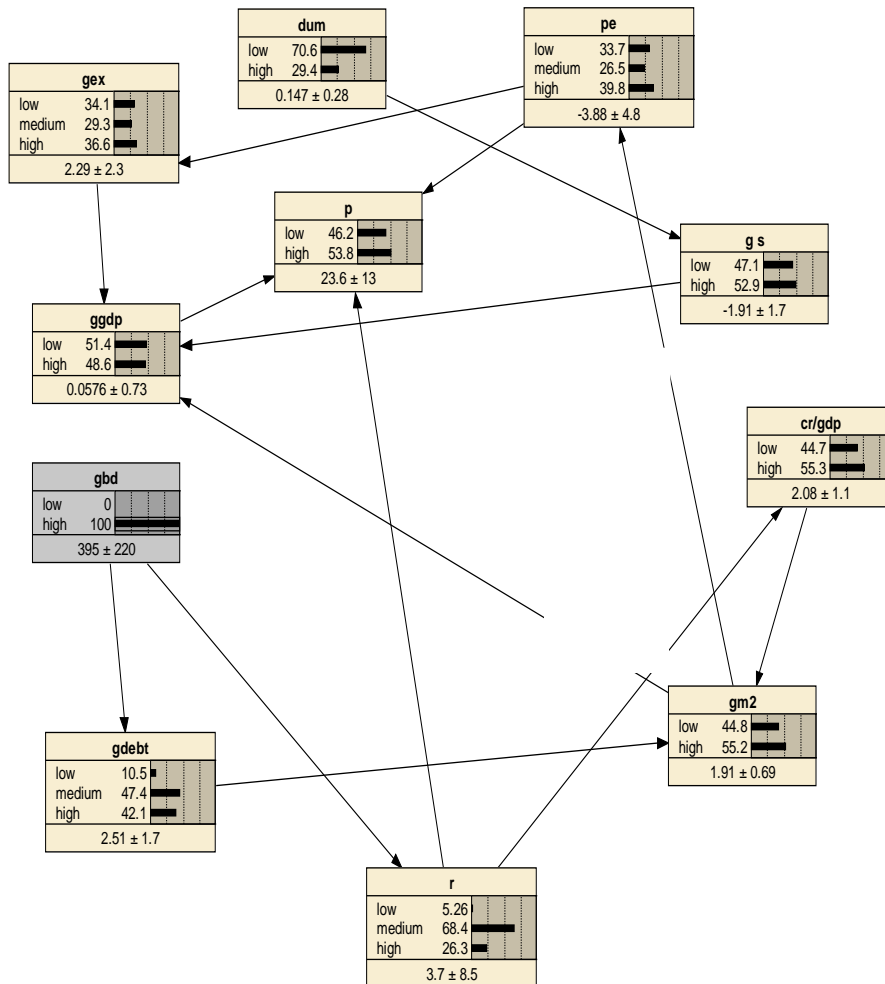 dum
low 70.6
high 29.4
0.147 ± 0.28
pe
low 33.7
medium 26.5
high 39.8
-3.88 ± 4.8
gex
low 34.1
medium 29.3
high 36.6
2.29 ± 2.3
p
low 46.2
high 53.8
23.6 ± 13
g s
low 47.1
high 52.9
-1.91 ± 1.7
ggdp
low 51.4
high 48.6
0.0576 ± 0.73
cr/gdp
low 44.7
high 55.3
2.08 ± 1.1
gbd
low 0
high 100
395 ± 220
gm2
low 44.8
high 55.2
1.91 ± 0.69
gdebt
low 10.5
medium 47.4
high 42.1
2.51 ± 1.7
r
low 5.26
medium 68.4
high 26.3
3.7 ± 8.5